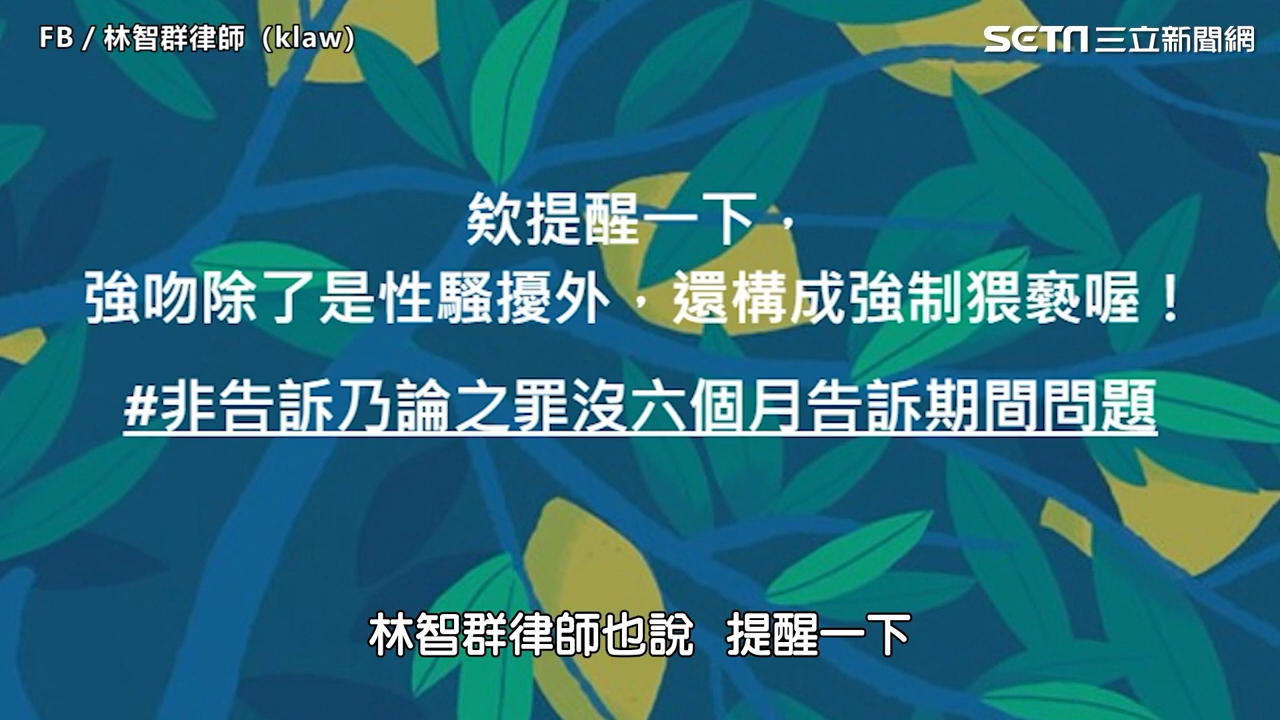 FB / 林智群律師（klaw）
SETN三立新聞網
欸提醒一下，
強吻除了是性騷擾外，還構成強制猥褻喔！
#非告訴乃論之罪沒六個月告訴期間問題
林智群律師也說 提醒一下